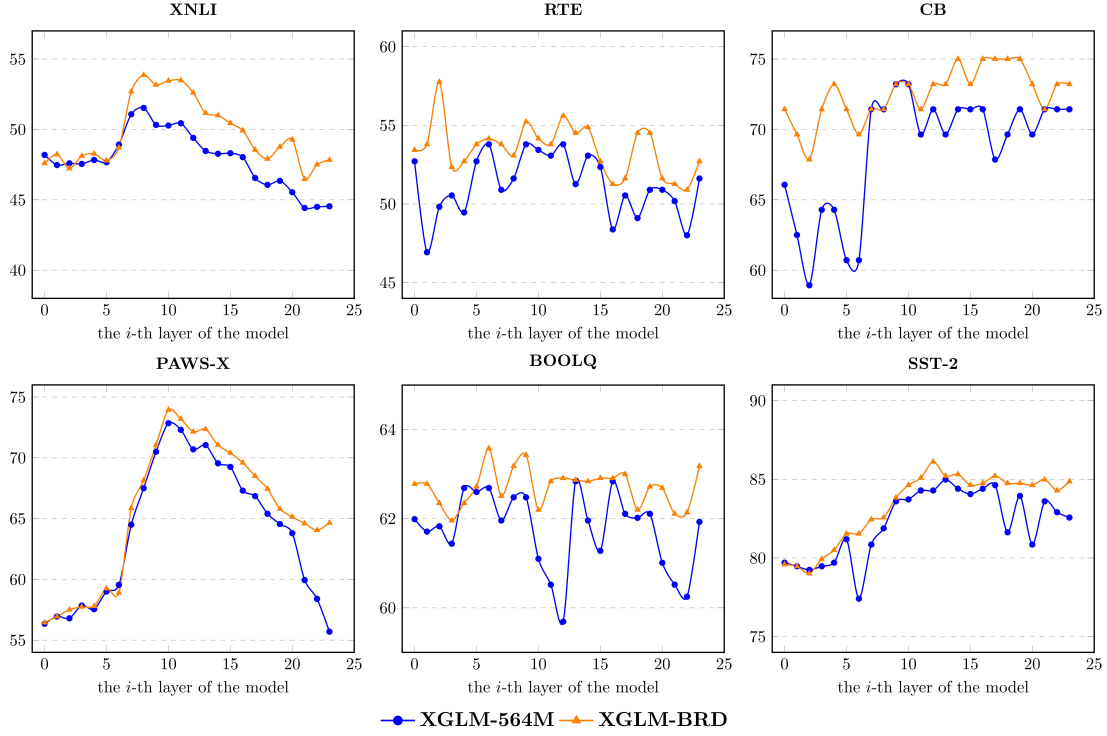 XNLI
RTE
CB
55
50
45
40
0 5 10 15 20 25
the i-th layer of the model
60
55
50
45
0 5 10 15 20 25
the i-th layer of the model
75
70
65
60
0 5 10 15 20 25
the i-th layer of the model
PAWS-X
BOOLQ
SST-2
75
70
65
60
55
0 5 10 15 20 25
the i-th layer of the model
64
62
60
0 5 10 15 20 25
the i-th layer of the model
90
85
80
75
0 5 10 15 20 25
the i-th layer of the model
XGLM-564M XGLM-BRD